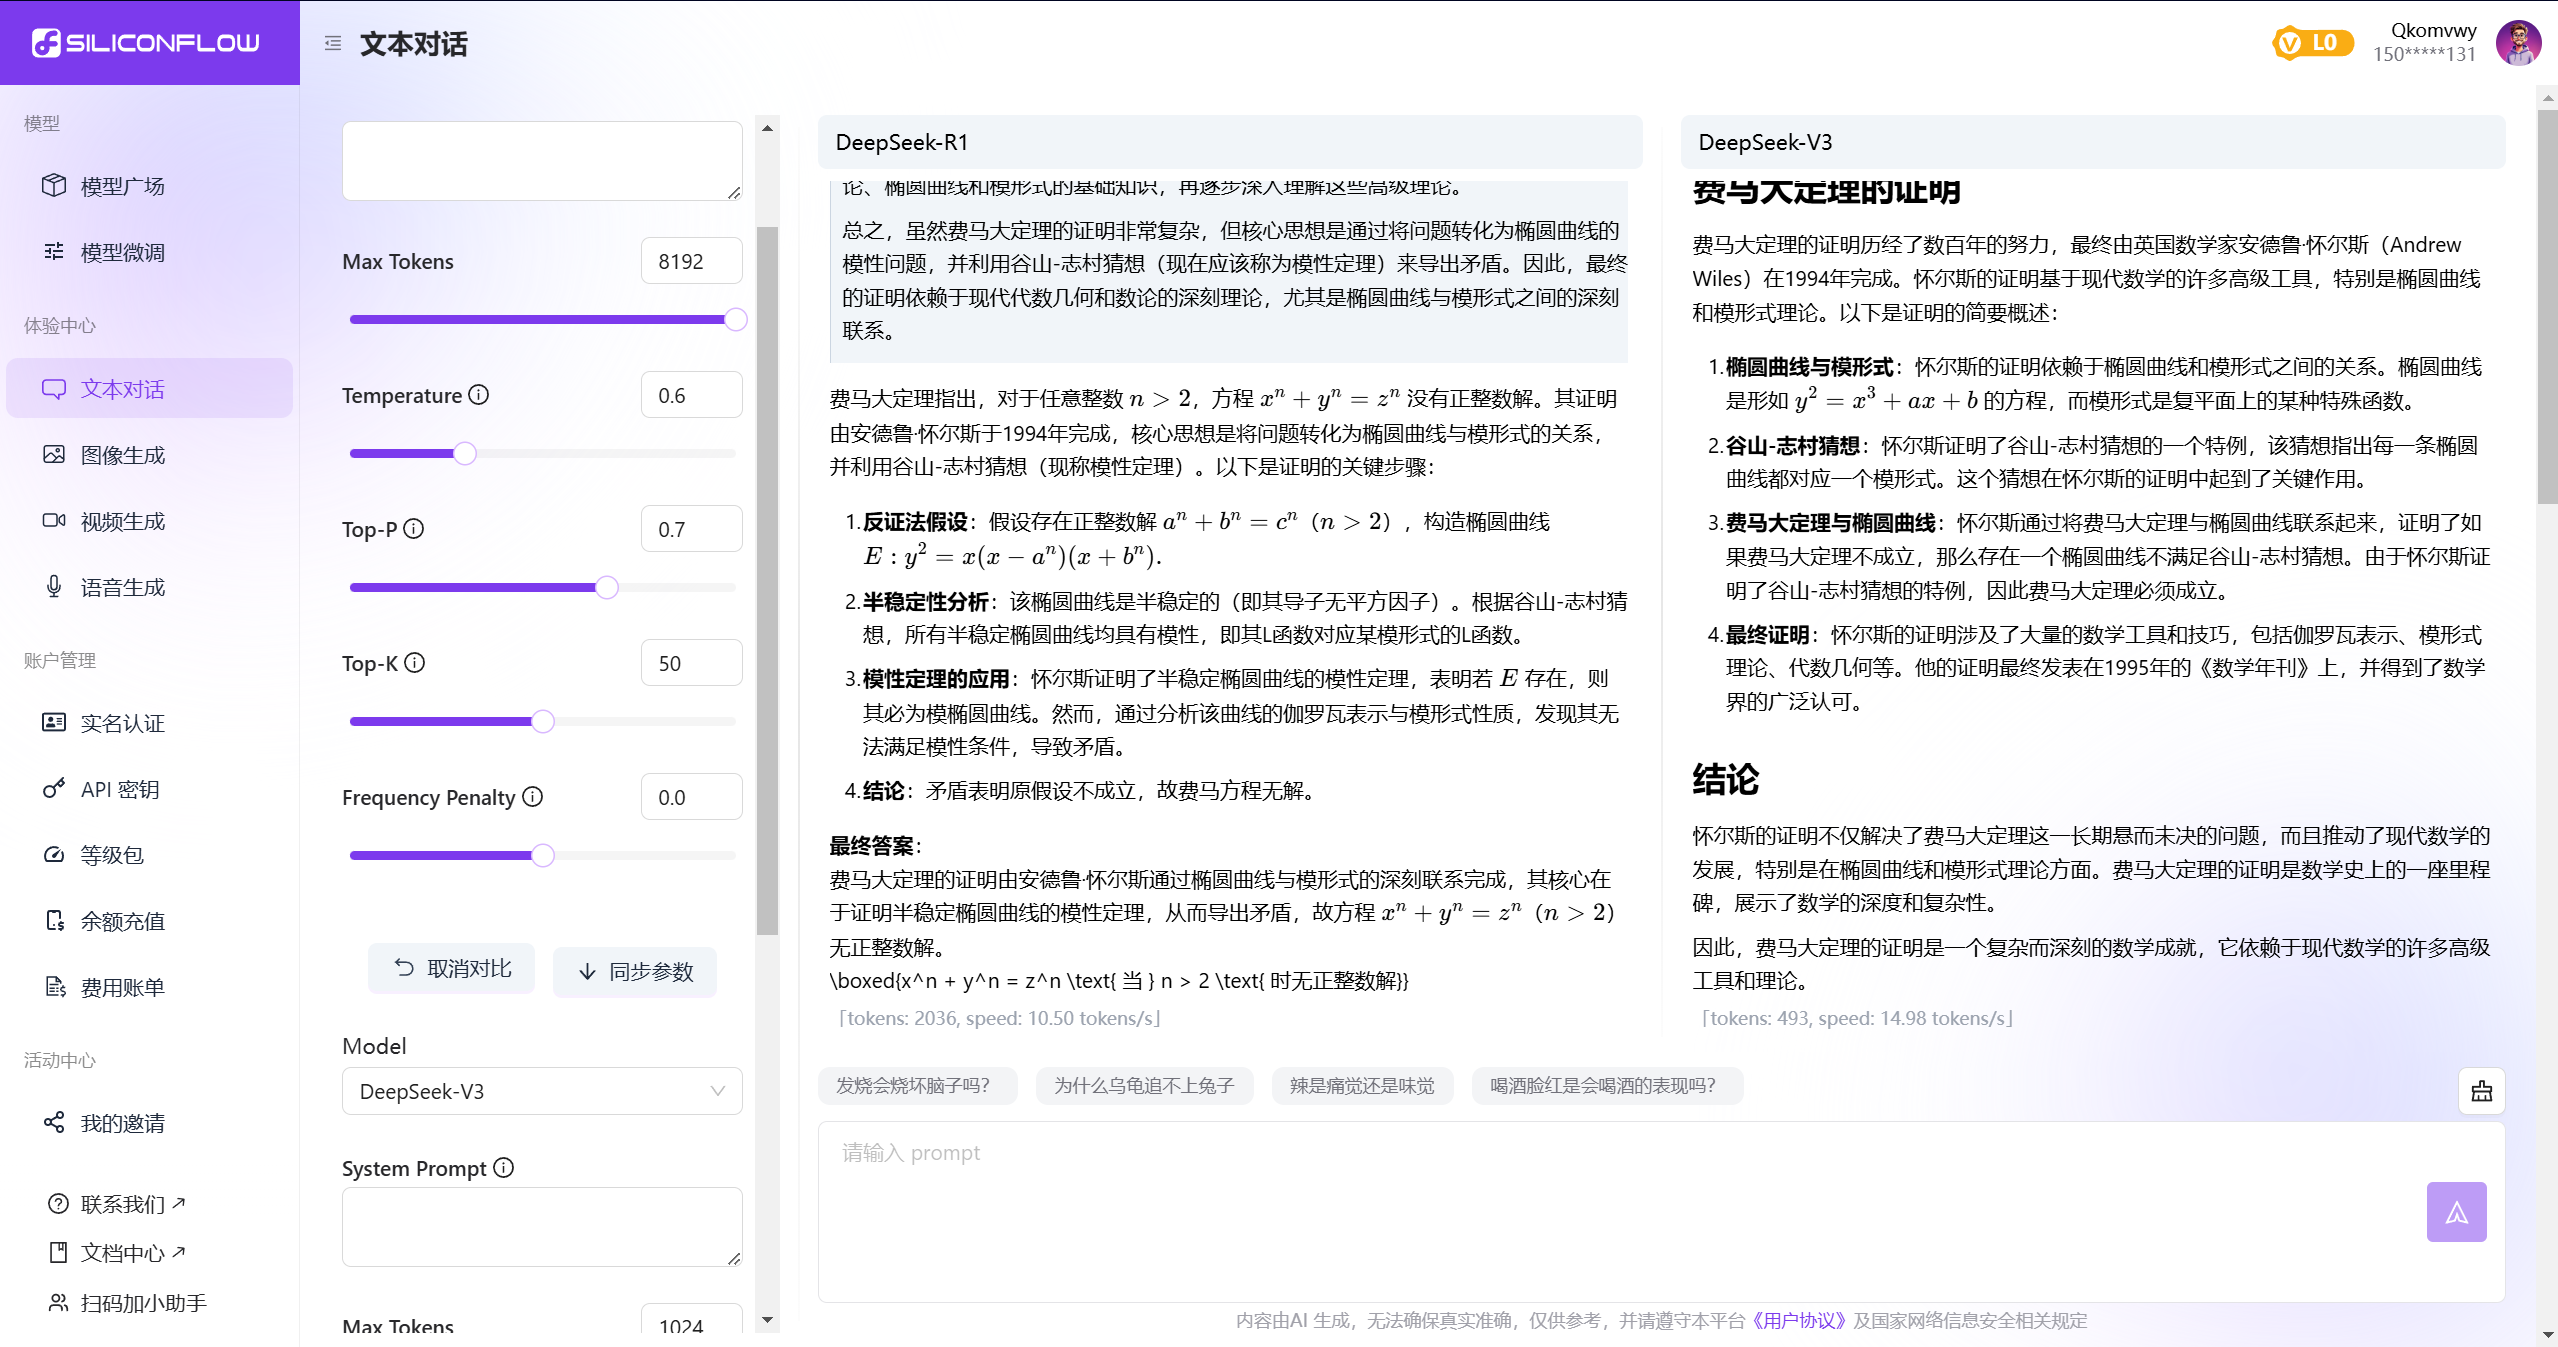 SILICONFLOW
文本对话
L0
Qkomvwy
150*****131
模型
模型广场
模型微调
体验中心
文本对话
图像生成
视频生成
语音生成
账户管理
实名认证
API 密钥
等级包
余额充值
费用账单
活动中心
我的邀请
联系我们
文档中心
扫码加小助手
Max Tokens
8192
Temperature
0.6
Top-P
0.7
Top-K
50
Frequency Penalty
0.0
取消对比
同步参数
Model
DeepSeek-V3
System Prompt
Max Tokens
1024
DeepSeek-R1
论、椭圆曲线和模形式的基础知识，再逐步深入理解这些高级理论。
总之，虽然费马大定理的证明非常复杂，但核心思想是通过将问题转化为椭圆曲线的
模性问题，并利用谷山-志村猜想（现在应该称为模性定理）来导出矛盾。因此，最终
的证明依赖于现代代数几何和数论的深刻理论，尤其是椭圆曲线与模形式之间的深刻
联系。
费马大定理指出，对于任意整数 n > 2，方程 xⁿ + yⁿ = zⁿ 没有正整数解。其证明
由安德鲁·怀尔斯于1994年完成，核心思想是将问题转化为椭圆曲线与模形式的关系，
并利用谷山-志村猜想（现称模性定理）。以下是证明的关键步骤：
1. 反证法假设：假设存在正整数解 aⁿ + bⁿ = cⁿ（n > 2），构造椭圆曲线
E : y² = x(x − aⁿ)(x + bⁿ).
2. 半稳定性分析：该椭圆曲线是半稳定的（即其导子无平方因子）。根据谷山-志村猜
想，所有半稳定椭圆曲线均具有模性，即其L函数对应某模形式的L函数。
3. 模性定理的应用：怀尔斯证明了半稳定椭圆曲线的模性定理，表明若 E 存在，则
其必为模椭圆曲线。然而，通过分析该曲线的伽罗瓦表示与模形式性质，发现其无
法满足模性条件，导致矛盾。
4. 结论：矛盾表明原假设不成立，故费马方程无解。
最终答案：
费马大定理的证明由安德鲁·怀尔斯通过椭圆曲线与模形式的深刻联系完成，其核心在
于证明半稳定椭圆曲线的模性定理，从而导出矛盾，故方程 xⁿ + yⁿ = zⁿ（n > 2）
无正整数解。
\boxed{x^n + y^n = z^n \text{ 当 } n > 2 \text{ 时无正整数解}}
「tokens: 2036, speed: 10.50 tokens/s」
DeepSeek-V3
费马大定理的证明
费马大定理的证明历经了数百年的努力，最终由英国数学家安德鲁·怀尔斯（Andrew
Wiles）在1994年完成。怀尔斯的证明基于现代数学的许多高级工具，特别是椭圆曲线
和模形式理论。以下是证明的简要概述：
1. 椭圆曲线与模形式：怀尔斯的证明依赖于椭圆曲线和模形式之间的关系。椭圆曲线
是形如 y² = x³ + ax + b 的方程，而模形式是复平面上的某种特殊函数。
2. 谷山-志村猜想：怀尔斯证明了谷山-志村猜想的一个特例，该猜想指出每一条椭圆
曲线都对应一个模形式。这个猜想在怀尔斯的证明中起到了关键作用。
3. 费马大定理与椭圆曲线：怀尔斯通过将费马大定理与椭圆曲线联系起来，证明了如
果费马大定理不成立，那么存在一个椭圆曲线不满足谷山-志村猜想。由于怀尔斯证
明了谷山-志村猜想的特例，因此费马大定理必须成立。
4. 最终证明：怀尔斯的证明涉及了大量的数学工具和技巧，包括伽罗瓦表示、模形式
理论、代数几何等。他的证明最终发表在1995年的《数学年刊》上，并得到了数学
界的广泛认可。
结论
怀尔斯的证明不仅解决了费马大定理这一长期悬而未决的问题，而且推动了现代数学的
发展，特别是在椭圆曲线和模形式理论方面。费马大定理的证明是数学史上的一座里程
碑，展示了数学的深度和复杂性。
因此，费马大定理的证明是一个复杂而深刻的数学成就，它依赖于现代数学的许多高级
工具和理论。
「tokens: 493, speed: 14.98 tokens/s」
发烧会烧坏脑子吗？
为什么乌龟追不上兔子
辣是痛觉还是味觉
喝酒脸红是会喝酒的表现吗？
请输入 prompt
内容由AI 生成，无法确保真实准确，仅供参考，并请遵守本平台《用户协议》及国家网络信息安全相关规定